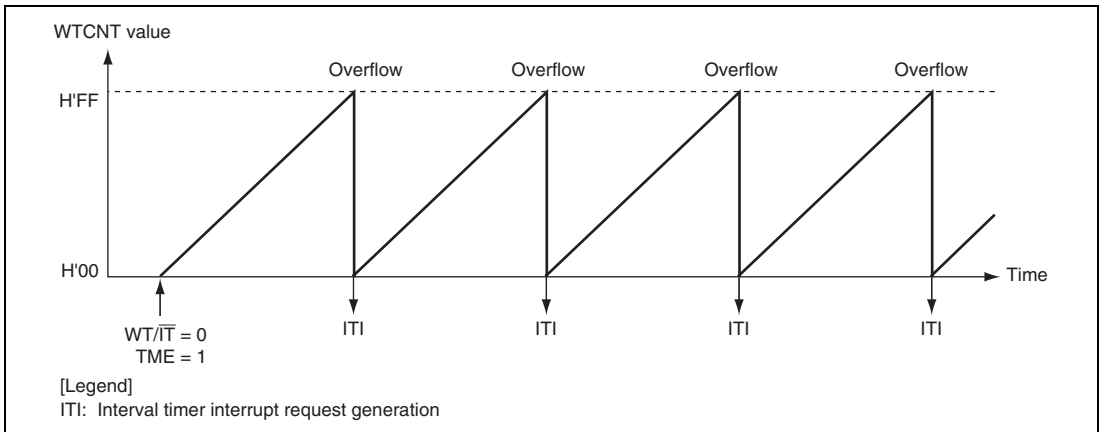 WTCNT value
Overflow Overflow Overflow Overflow
H'FF
H'00
Time
WT/I̅T̅ = 0
TME = 1
ITI ITI ITI ITI
[Legend]
ITI: Interval timer interrupt request generation